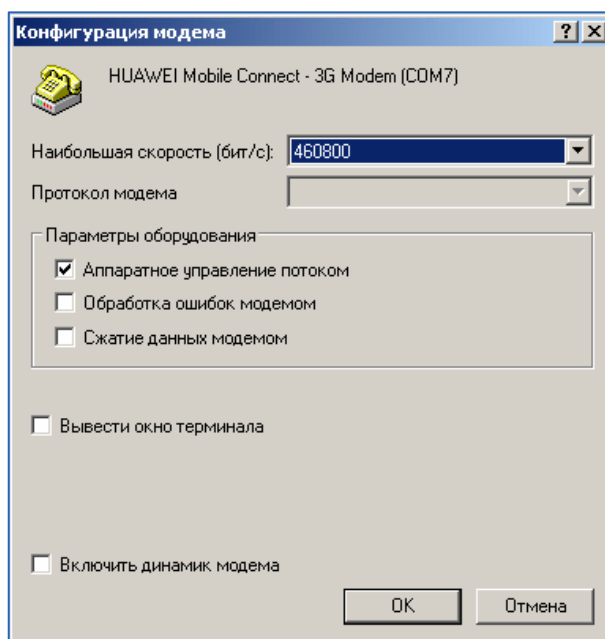 Конфигурация модема
HUAWEI Mobile Connect - 3G Modem (COM7)
Наибольшая скорость (бит/с): 460800
Протокол модема
Параметры оборудования
Аппаратное управление потоком
Обработка ошибок модемом
Сжатие данных модемом
Вывести окно терминала
Включить динамик модема
OK Отмена